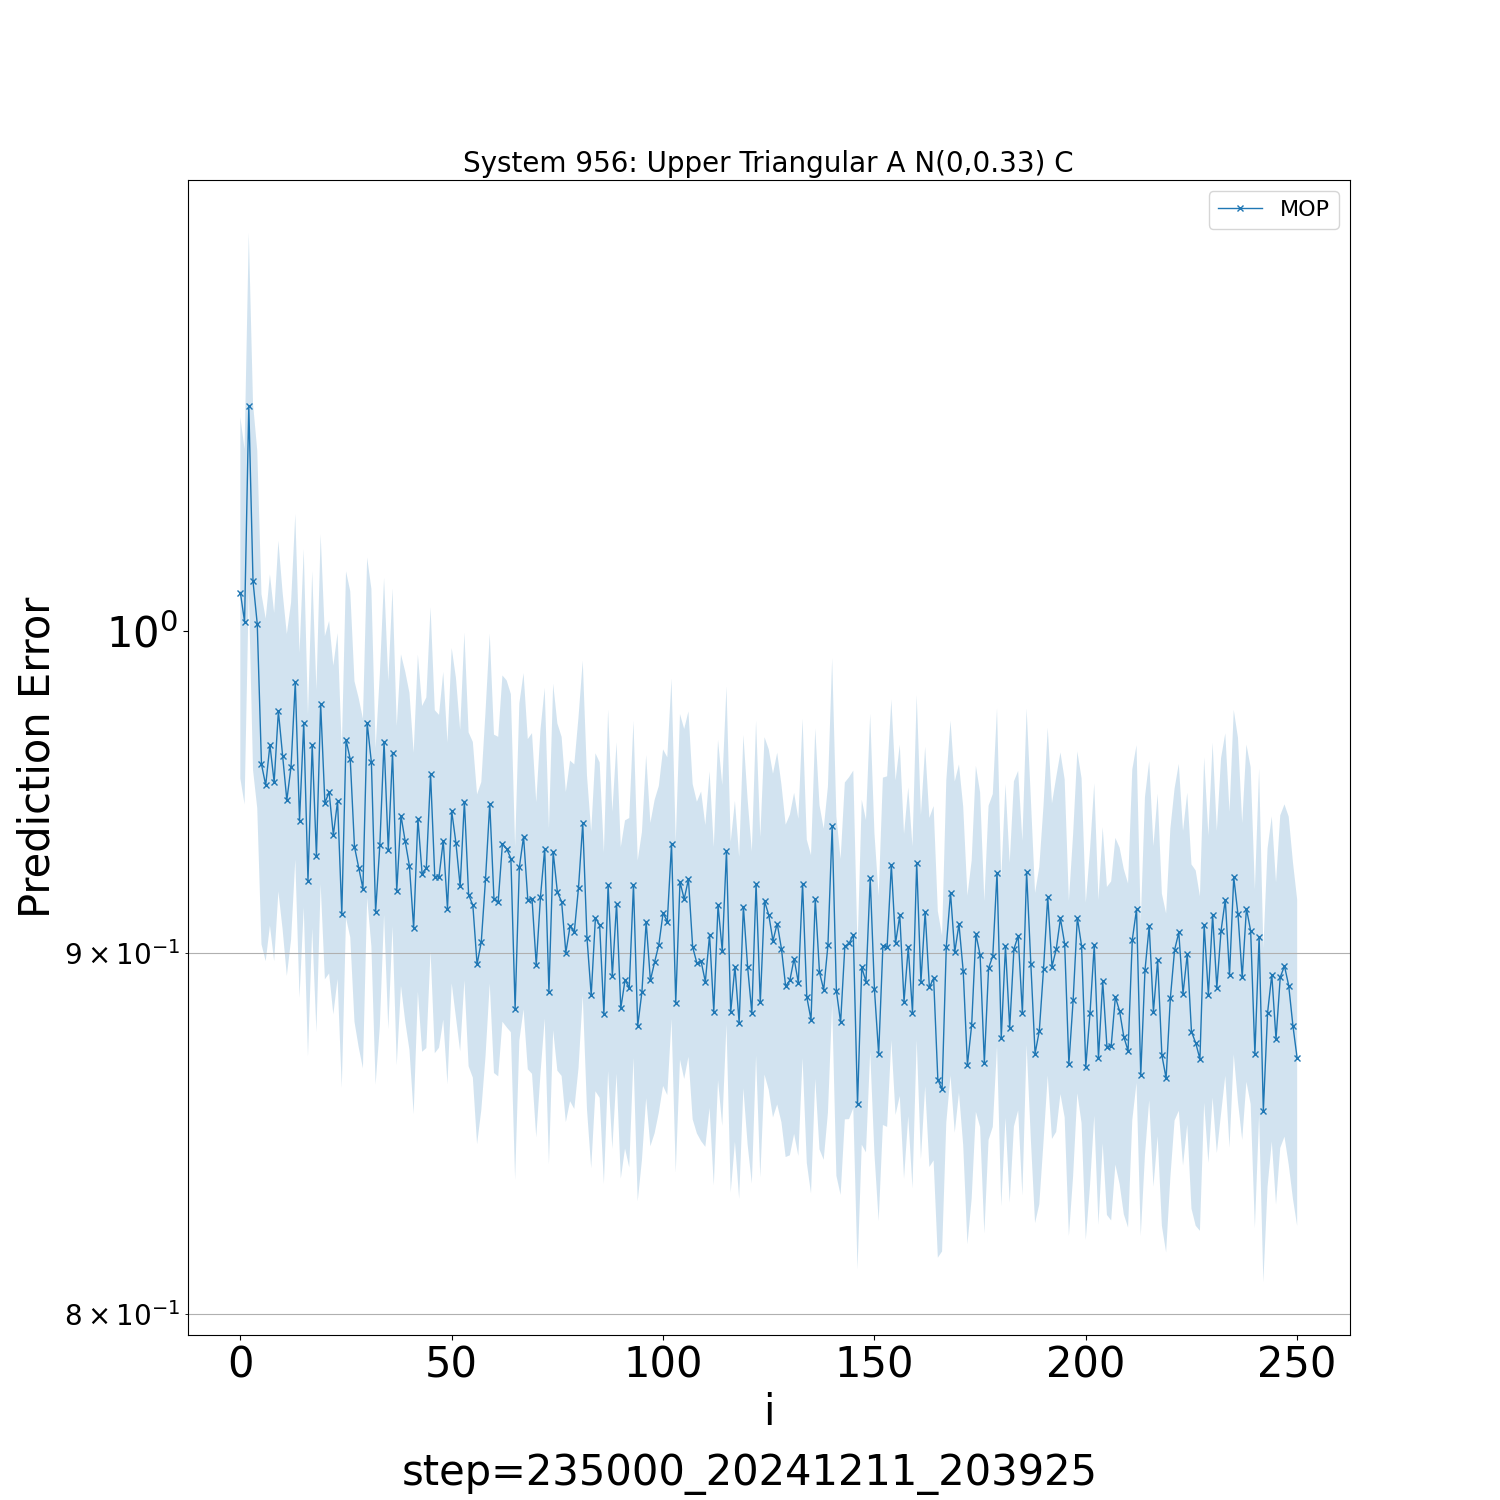 System 956: Upper Triangular A N(0,0.33) C
MOP
Prediction Error
10⁰
9 × 10⁻¹
8 × 10⁻¹
0 50 100 150 200 250
i
step=235000_20241211_203925